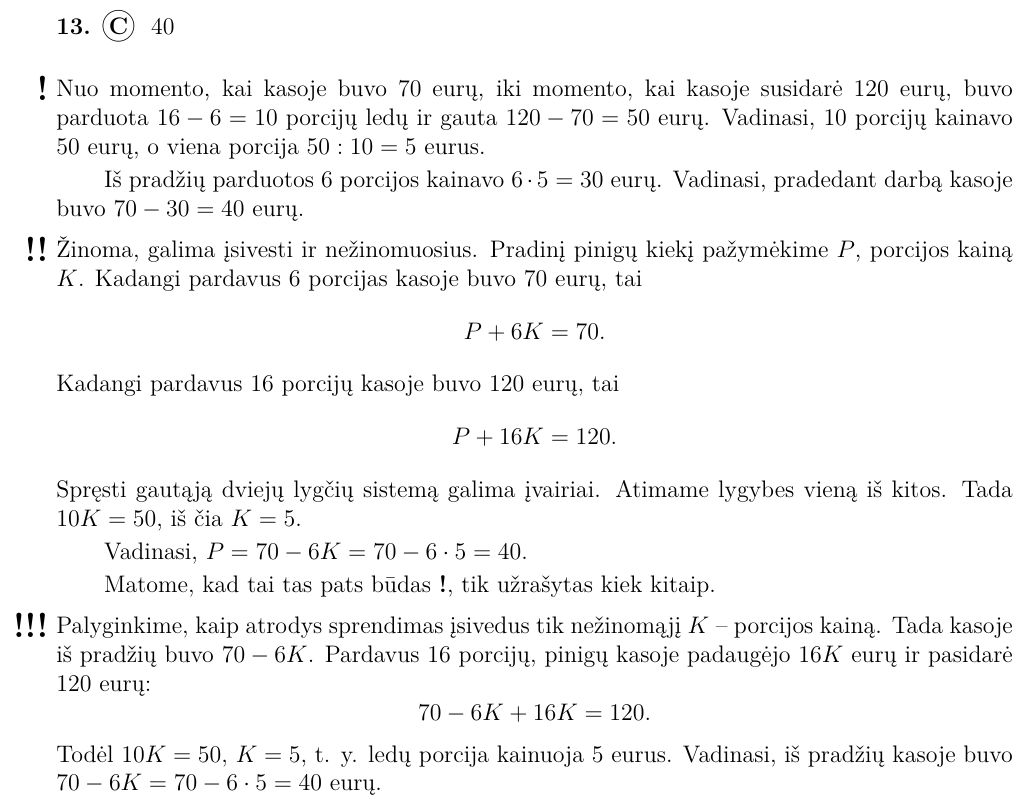 13. C 40
! Nuo momento, kai kasoje buvo 70 eurų, iki momento, kai kasoje susidarė 120 eurų, buvo
parduota 16 − 6 = 10 porcijų ledų ir gauta 120 − 70 = 50 eurų. Vadinasi, 10 porcijų kainavo
50 eurų, o viena porcija 50 : 10 = 5 eurus.
Iš pradžių parduotos 6 porcijos kainavo 6 · 5 = 30 eurų. Vadinasi, pradedant darbą kasoje
buvo 70 − 30 = 40 eurų.
!! Žinoma, galima įsivesti ir nežinomuosius. Pradinį pinigų kiekį pažymėkime P, porcijos kainą
K. Kadangi pardavus 6 porcijas kasoje buvo 70 eurų, tai
P + 6K = 70.
Kadangi pardavus 16 porcijų kasoje buvo 120 eurų, tai
P + 16K = 120.
Spręsti gautąją dviejų lygčių sistemą galima įvairiai. Atimame lygybes vieną iš kitos. Tada
10K = 50, iš čia K = 5.
Vadinasi, P = 70 − 6K = 70 − 6 · 5 = 40.
Matome, kad tai tas pats būdas !, tik užrašytas kiek kitaip.
!!! Palyginkime, kaip atrodys sprendimas įsivedus tik nežinomąjį K – porcijos kainą. Tada kasoje
iš pradžių buvo 70 − 6K. Pardavus 16 porcijų, pinigų kasoje padaugėjo 16K eurų ir pasidarė
120 eurų:
70 − 6K + 16K = 120.
Todėl 10K = 50, K = 5, t. y. ledų porcija kainuoja 5 eurus. Vadinasi, iš pradžių kasoje buvo
70 − 6K = 70 − 6 · 5 = 40 eurų.